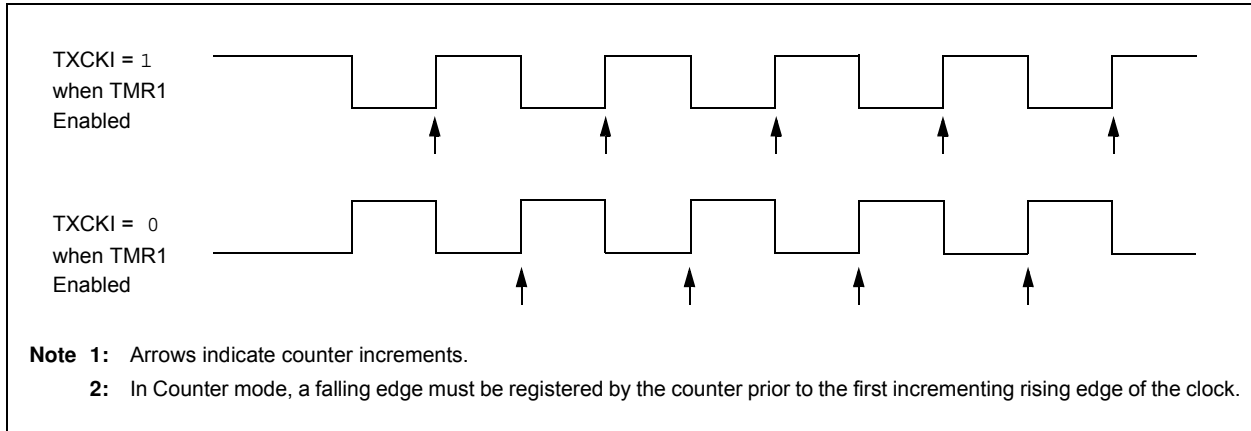 TXCKI = 1
when TMR1
Enabled
TXCKI = 0
when TMR1
Enabled
Note 1: Arrows indicate counter increments.
2: In Counter mode, a falling edge must be registered by the counter prior to the first incrementing rising edge of the clock.